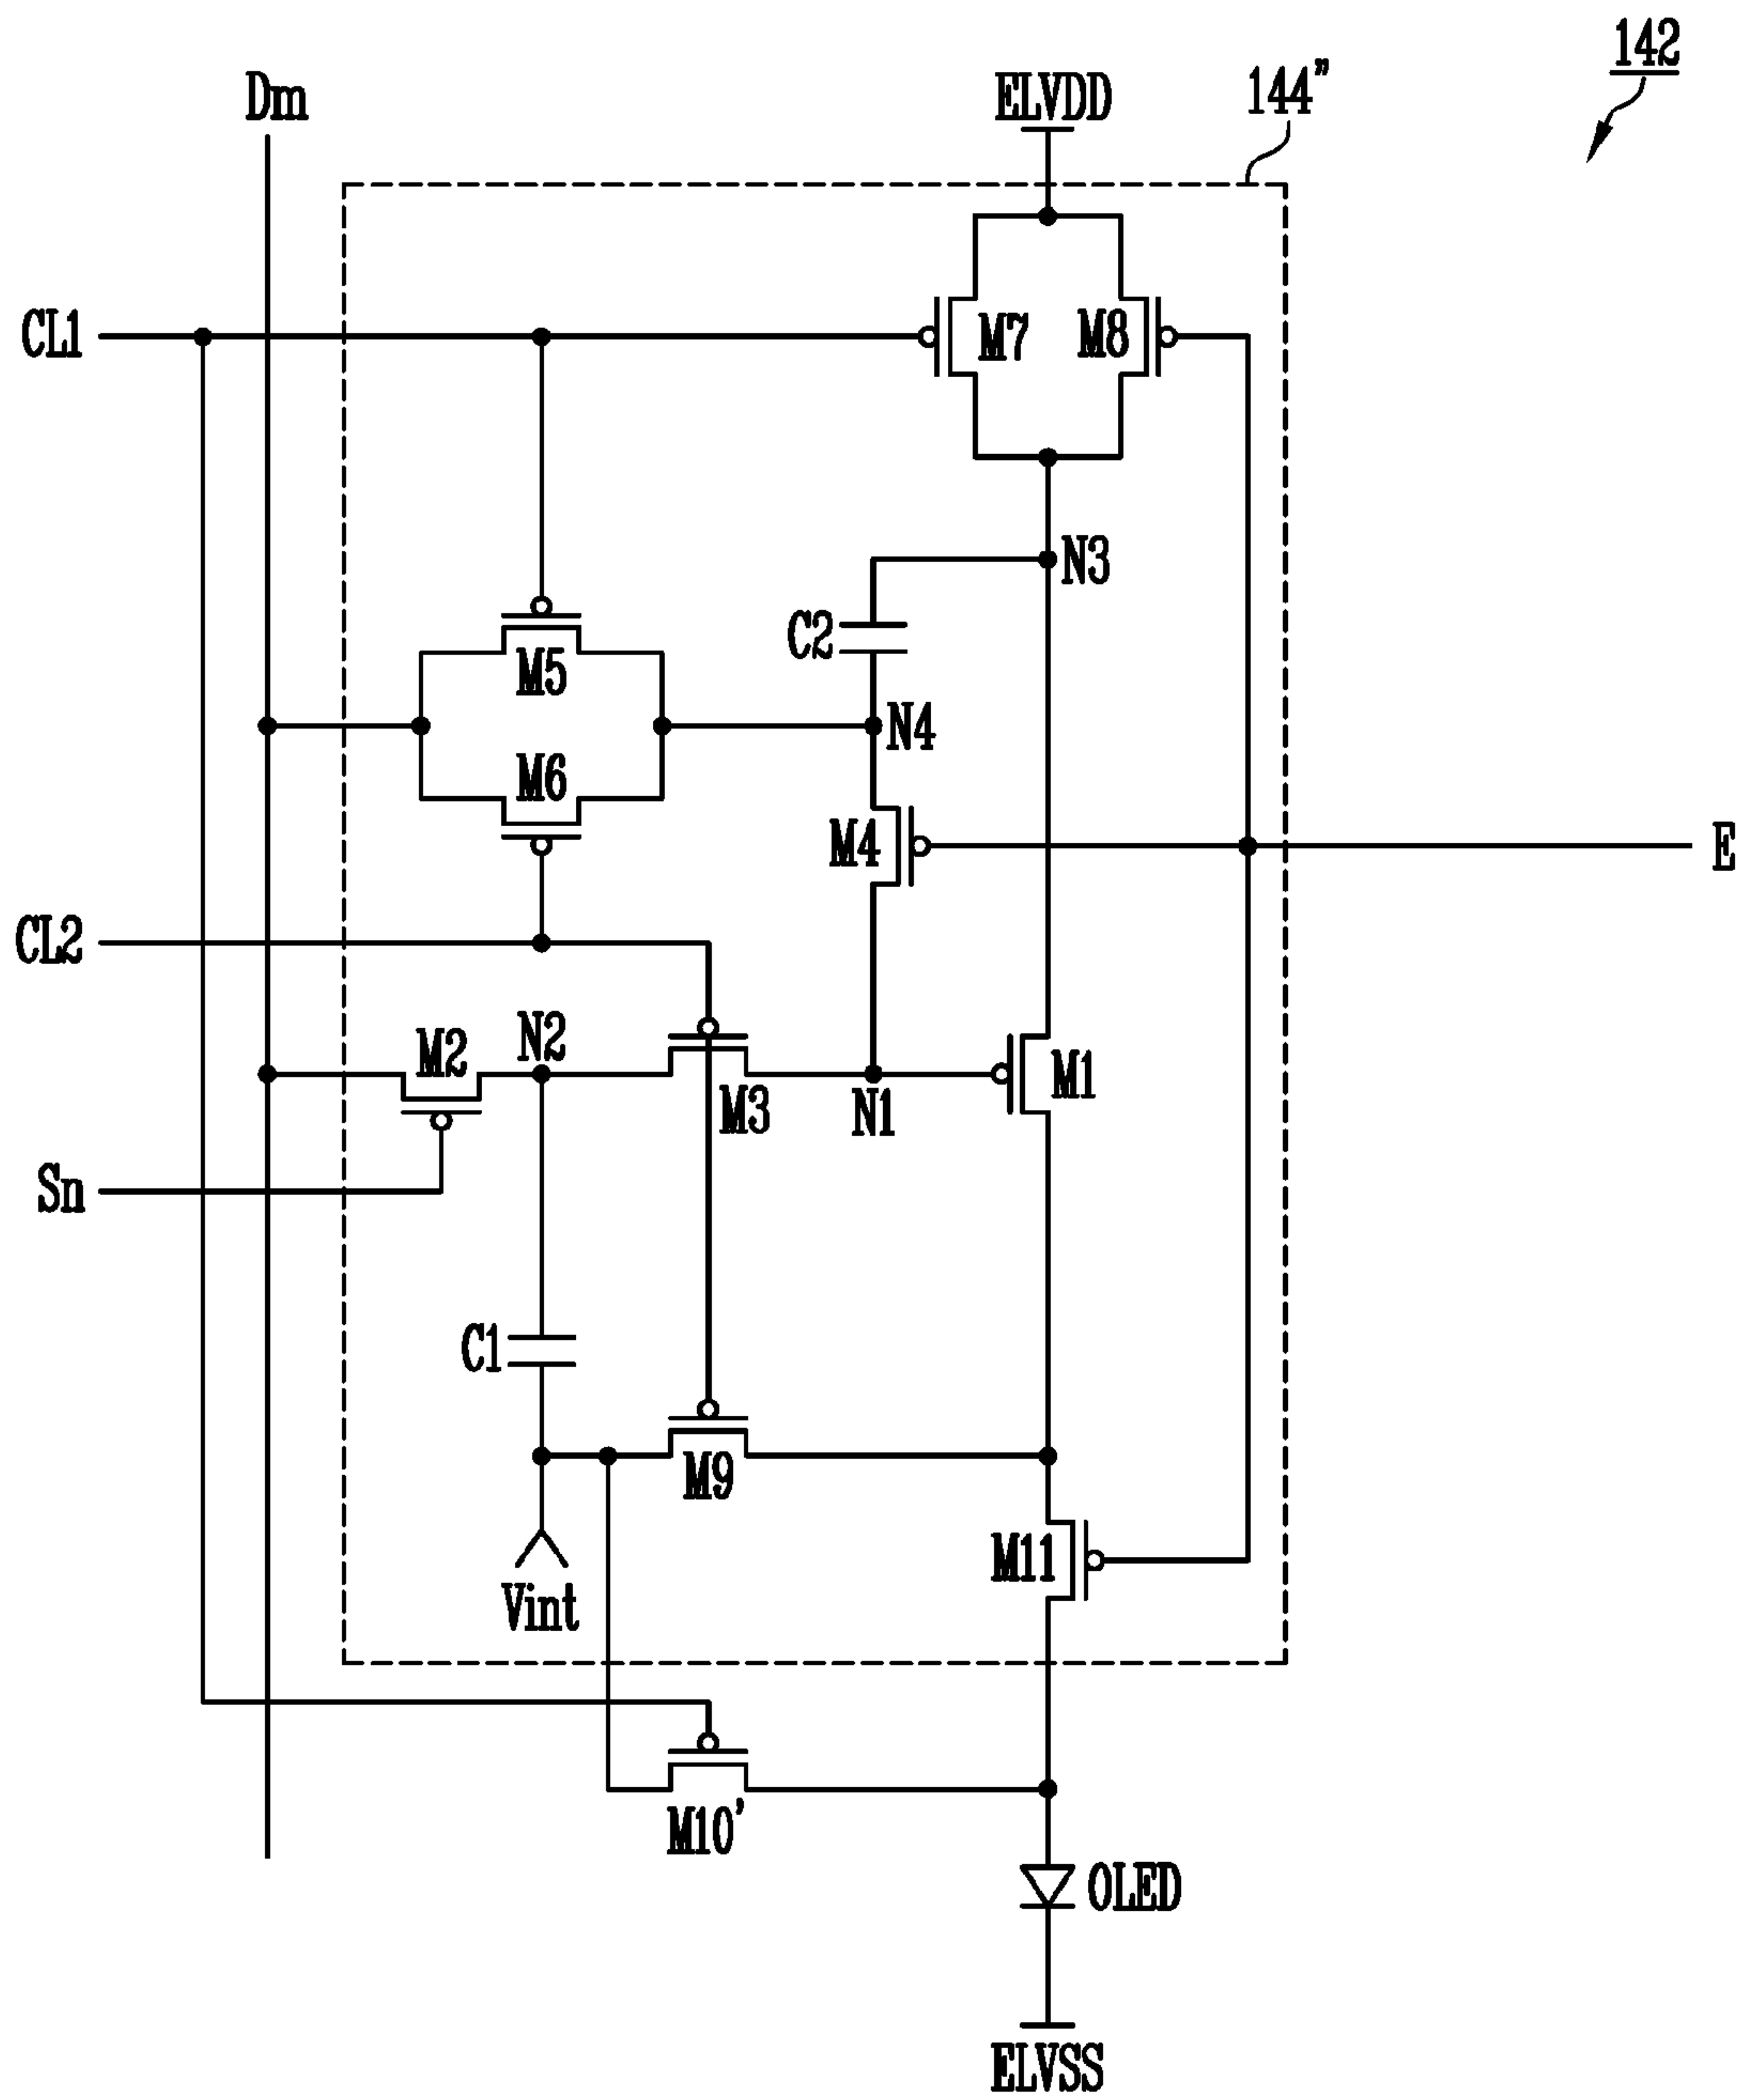 142
Dm
ELVDD
144”
CL1
M7
M8
N3
C2
M5
N4
M6
M4
E
CL2
N2
M2
M1
M3
N1
Sn
C1
M9
M11
Vint
M10'
OLED
ELVSS